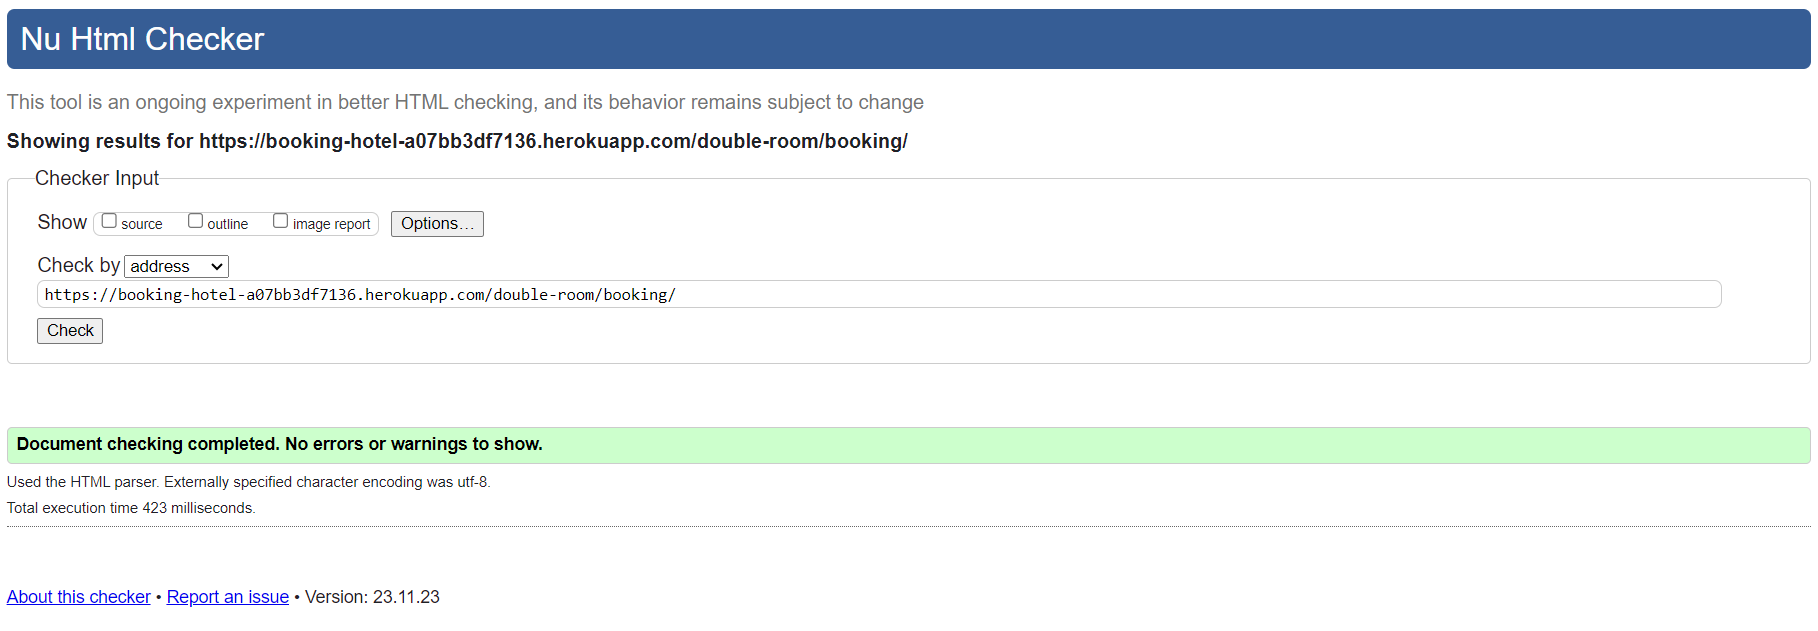 Nu Html Checker
This tool is an ongoing experiment in better HTML checking, and its behavior remains subject to change
Showing results for https://booking-hotel-a07bb3df7136.herokuapp.com/double-room/booking/
Checker Input
Show source outline image report Options...
Check by address
https://booking-hotel-a07bb3df7136.herokuapp.com/double-room/booking/
Check
Document checking completed. No errors or warnings to show.
Used the HTML parser. Externally specified character encoding was utf-8.
Total execution time 423 milliseconds.
About this checker • Report an issue • Version: 23.11.23